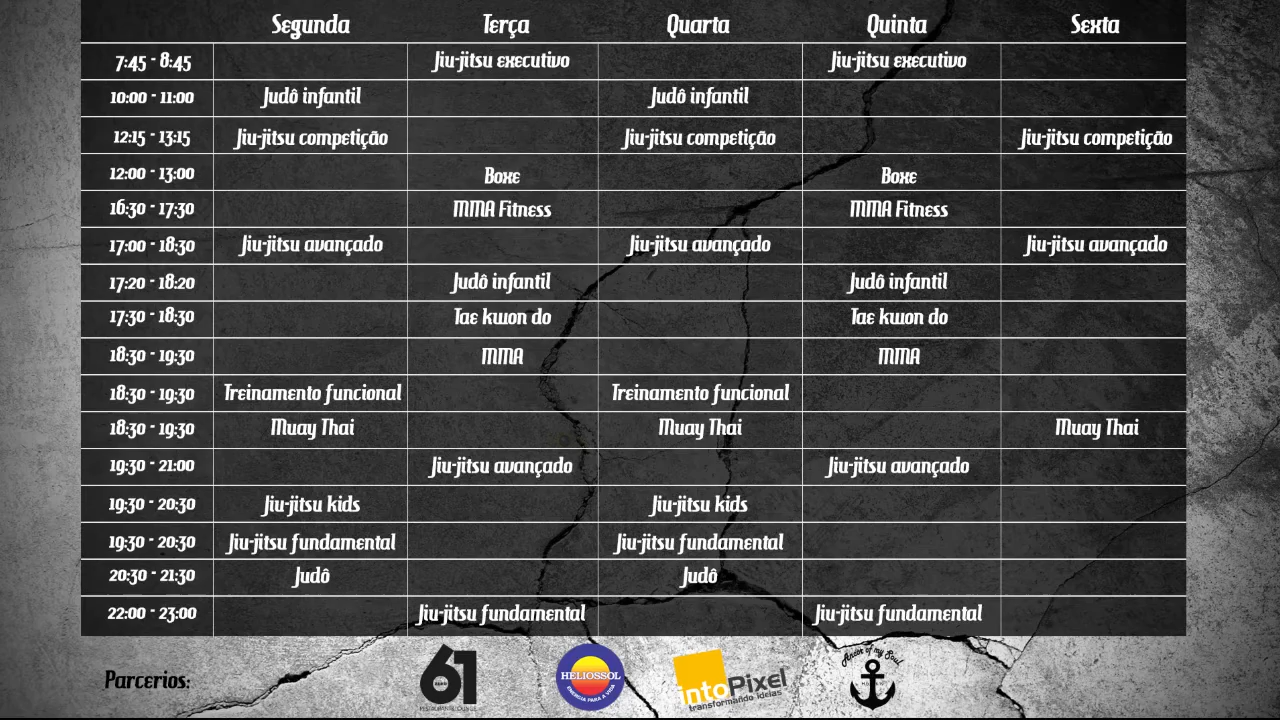 Segunda Terça Quarta Quinta Sexta
7:45 - 8:45 Jiu-jitsu executivo Jiu-jitsu executivo
10:00 - 11:00 Judô infantil Judô infantil
12:15 - 13:15 Jiu-jitsu competição Jiu-jitsu competição Jiu-jitsu competição
12:00 - 13:00 Boxe Boxe
16:30 - 17:30 MMA Fitness MMA Fitness
17:00 - 18:30 Jiu-jitsu avançado Jiu-jitsu avançado Jiu-jitsu avançado
17:20 - 18:20 Judô infantil Judô infantil
17:30 - 18:30 Tae kwon do Tae kwon do
18:30 - 19:30 MMA MMA
18:30 - 19:30 Treinamento funcional Treinamento funcional
18:30 - 19:30 Muay Thai Muay Thai Muay Thai
19:30 - 21:00 Jiu-jitsu avançado Jiu-jitsu avançado
19:30 - 20:30 Jiu-jitsu kids Jiu-jitsu kids
19:30 - 20:30 Jiu-jitsu fundamental Jiu-jitsu fundamental
20:30 - 21:30 Judô Judô
22:00 - 23:00 Jiu-jitsu fundamental Jiu-jitsu fundamental
Parcerios:
61
HELIOSSOL
ENERGIA PARA A VIDA
intoPixel
transformando ideias
Ancor of my Soul